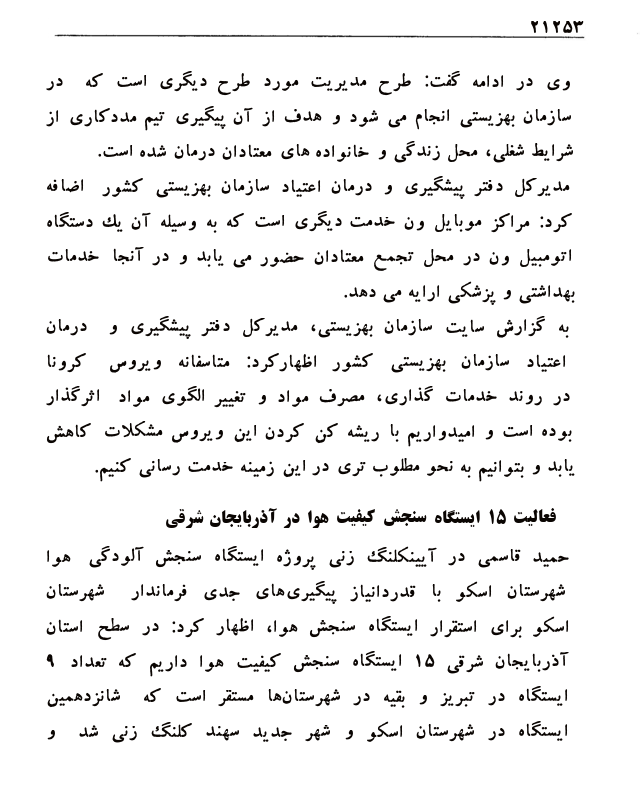 ۲۱۲۵۳
وی در ادامه گفت: طرح مدیریت مورد طرح دیگری است که در
سازمان بهزیستی انجام می شود و هدف از آن پیگیری تیم مددکاری از
شرایط شغلی، محل زندگی و خانواده های معتادان درمان شده است.
مدیرکل دفتر پیشگیری و درمان اعتیاد سازمان بهزیستی کشور اضافه
کرد: مراکز موبایل ون خدمت دیگری است که به وسیله آن یك دستگاه
اتومبیل ون در محل تجمع معتادان حضور می یابد و در آنجا خدمات
بهداشتی و پزشکی ارایه می دهد.
به گزارش سایت سازمان بهزیستی، مدیرکل دفتر پیشگیری و درمان
اعتیاد سازمان بهزیستی کشور اظهارکرد: متاسفانه ویروس کرونا
در روند خدمات گذاری، مصرف مواد و تغییر الگوی مواد اثرگذار
بوده است و امیدواریم با ریشه کن کردن این ویروس مشکلات کاهش
یابد و بتوانیم به نحو مطلوب تری در این زمینه خدمت رسانی کنیم.
فعالیت ۱۵ ایستگاه سنجش کیفیت هوا در آذربایجان شرقی
حمید قاسمی در آیینکلنگ زنی پروژه ایستگاه سنجش آلودگی هوا
شهرستان اسکو با قدردانیاز پیگیری‌های جدی فرماندار شهرستان
اسکو برای استقرار ایستگاه سنجش هوا، اظهار کرد: در سطح استان
آذربایجان شرقی ۱۵ ایستگاه سنجش کیفیت هوا داریم که تعداد ۹
ایستگاه در تبریز و بقیه در شهرستان‌ها مستقر است که شانزدهمین
ایستگاه در شهرستان اسکو و شهر جدید سهند کلنگ زنی شد و